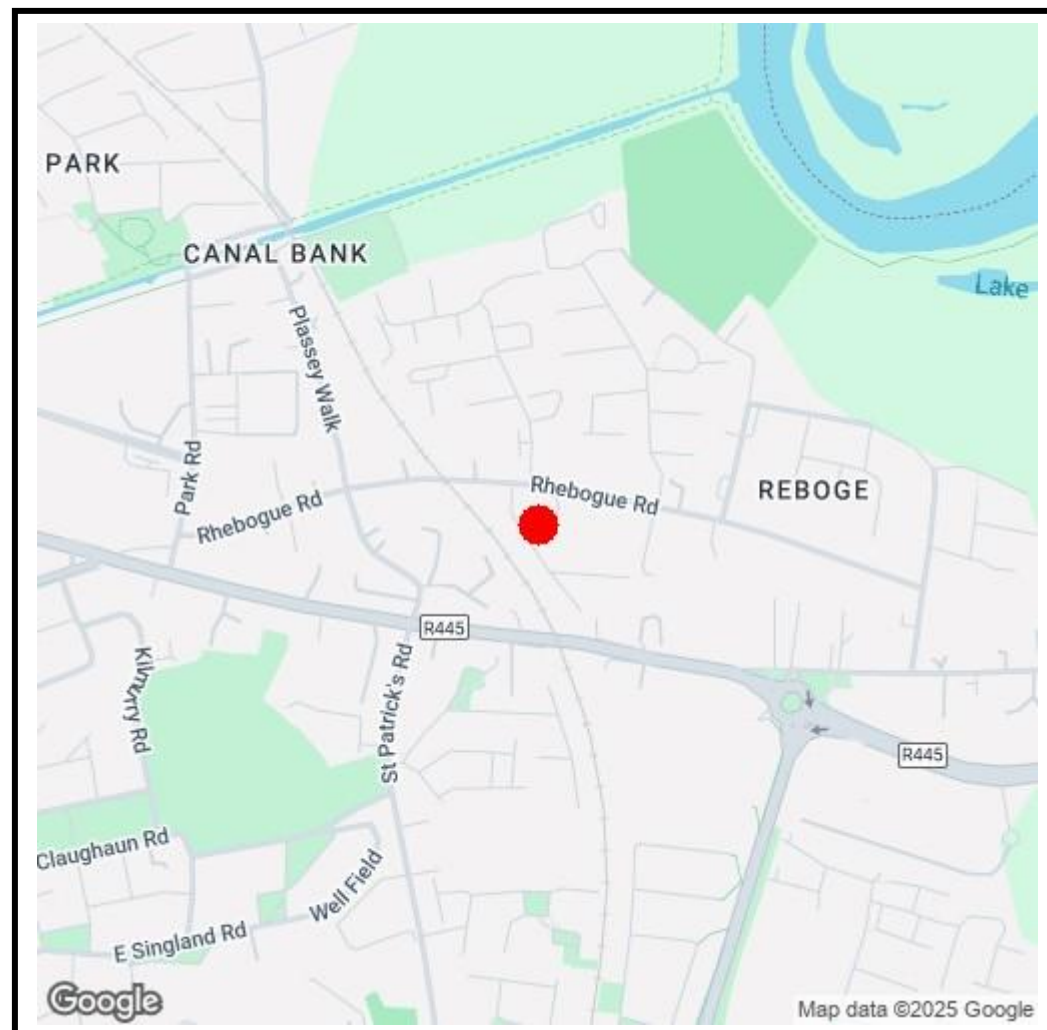 PARK
CANAL BANK
Lake
Plassey Walk
Park Rd
Rhebogue Rd
Rhebogue Rd
REBOGE
R445
Kilmurry Rd
St Patrick's Rd
R445
Claughaun Rd
Well Field
E Singland Rd
Google
Map data ©2025 Google